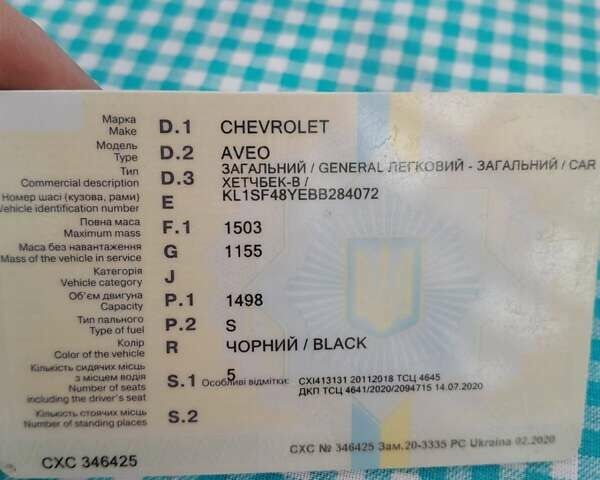 Марка
Make D.1 CHEVROLET
Модель
Type D.2 AVEO
Тип
Commercial description D.3 ЗАГАЛЬНИЙ / GENERAL ЛЕГКОВИЙ - ЗАГАЛЬНИЙ / CAR
ХЕТЧБЕК-В /
Номер шасі (кузова, рами)
Vehicle identification number E KL1SF48YEBB284072
Повна маса
Maximum mass F.1 1503
Маса без навантаження
Mass of the vehicle in service G 1155
Категорія
Vehicle category J
Об'єм двигуна
Capacity P.1 1498
Тип пального
Type of fuel P.2 S
Колір
Color of the vehicle R ЧОРНИЙ / BLACK
Кількість сидячих місць
з місцем водія
Number of seats
including the driver's seat S.1 5 Особливі відмітки: CXI413131 20112918 ТСЦ 4645
ДКП ТСЦ 4641/2020/2094715 14.07.2020
Кількість стоячих місць
Number of standing places S.2
CXC 346425
CXC № 346425 Зам.20-3335 PC Ukraina 02.2020